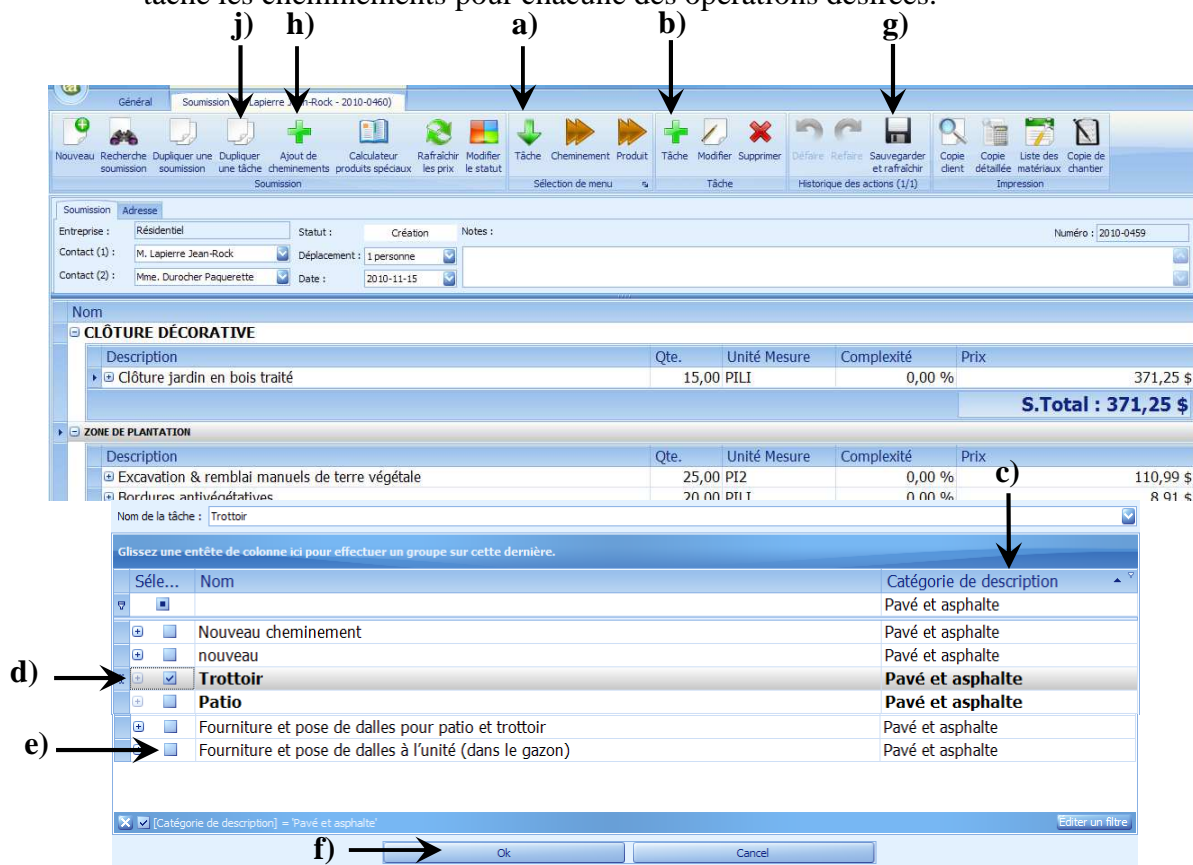 tâche les cheminements pour chacune des opérations désirées.
j) h) a) b) g)
Général Soumission Lapierre Jean-Rock - 2010-0460)
Nouveau Recherche soumission Dupliquer une soumission Dupliquer une tâche Ajout de cheminements Calculateur produits spéciaux Rafraîchir les prix Modifier le statut Tâche Cheminement Produit Tâche Modifier Supprimer Défaire Refaire Sauvegarder et rafraîchir Copie client Copie détaillée Liste des matériaux Copie de chantier
Soumission Sélection de menu Tâche Historique des actions (1/1) Impression
Soumission Adresse
Entreprise : Résidentiel Statut : Création Notes : Numéro : 2010-0459
Contact (1) : M. Lapierre Jean-Rock Déplacement : 1 personne
Contact (2) : Mme. Durocher Paquerette Date : 2010-11-15
Nom
CLÔTURE DÉCORATIVE
Description Qte. Unité Mesure Complexité Prix
Clôture jardin en bois traité 15,00 PILI 0,00 % 371,25 $
S.Total : 371,25 $
ZONE DE PLANTATION
Description Qte. Unité Mesure Complexité Prix
Excavation & remblai manuels de terre végétale 25,00 PI2 0,00 % 110,99 $
c)
Bordures antivégétatives 20,00 PILI 0,00 % 8,91 $
Nom de la tâche : Trottoir
Glissez une entête de colonne ici pour effectuer un groupe sur cette dernière.
Séle... Nom Catégorie de description
Pavé et asphalte
Nouveau cheminement Pavé et asphalte
nouveau Pavé et asphalte
d) Trottoir Pavé et asphalte
Patio Pavé et asphalte
Fourniture et pose de dalles pour patio et trottoir Pavé et asphalte
e) Fourniture et pose de dalles à l'unité (dans le gazon) Pavé et asphalte
[Catégorie de description] = 'Pavé et asphalte' Editer un filtre
f) Ok Cancel